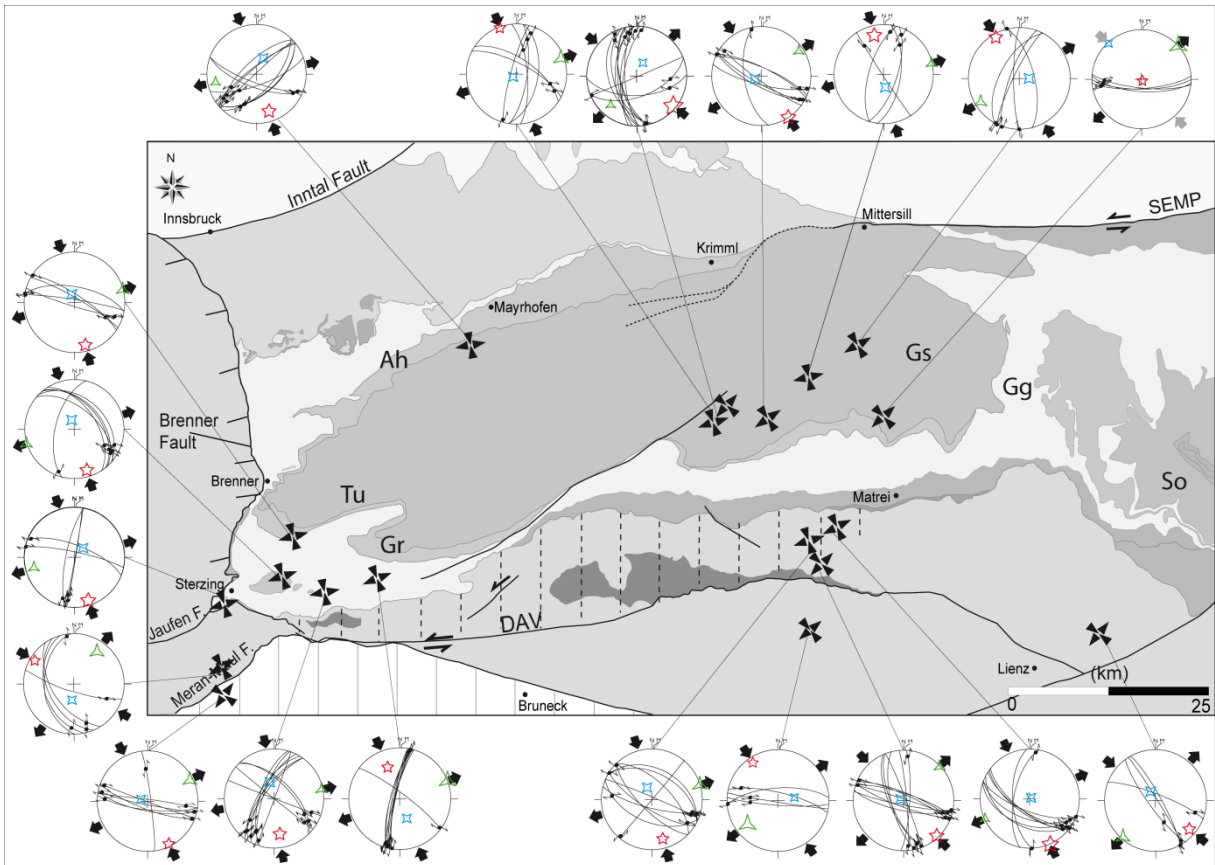 N
Innsbruck
Inntal Fault
Mittersill
SEMP
Krimml
Mayrhofen
Ah
Gs
Gg
Brenner
Fault
Brenner
Tu
Matrei
So
Gr
Sterzing
Jaufen F.
DAV
Meran-Mauls F.
Lienz
(km)
Bruneck
0
25